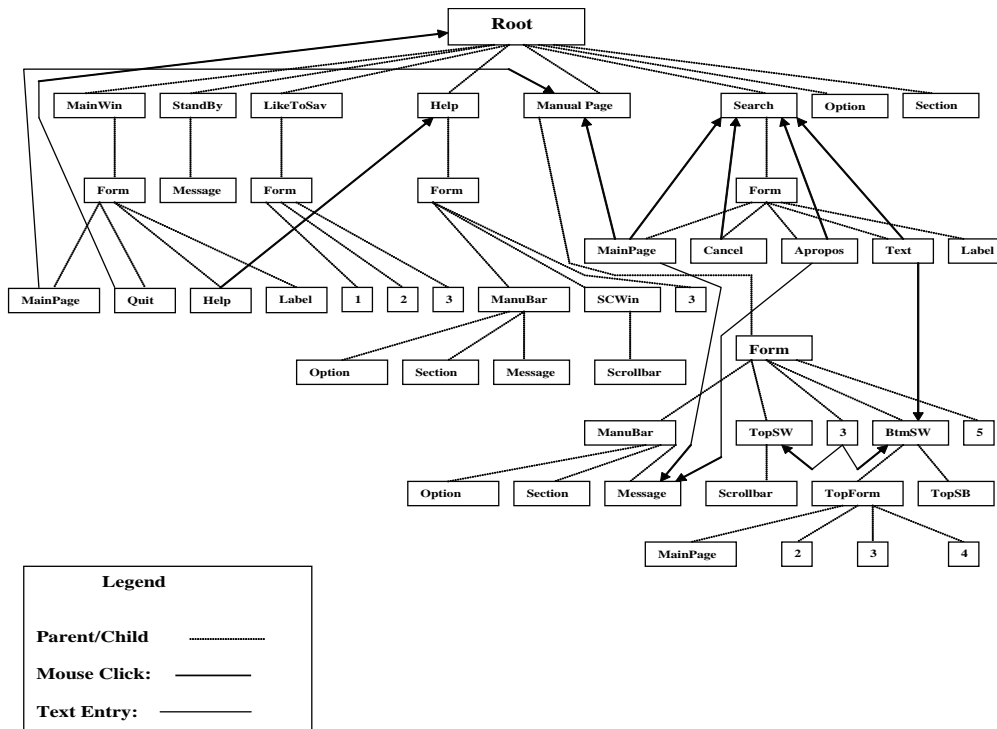 Root
MainWin StandBy LikeToSav Help Manual Page Search Option Section
Form Message Form Form Form
MainPage Cancel Apropos Text Label
MainPage Quit Help Label 1 2 3 ManuBar SCWin 3
Form
Option Section Message Scrollbar
ManuBar TopSW 3 BtmSW 5
Option Section Message Scrollbar TopForm TopSB
MainPage 2 3 4
Legend
Parent/Child
Mouse Click:
Text Entry: